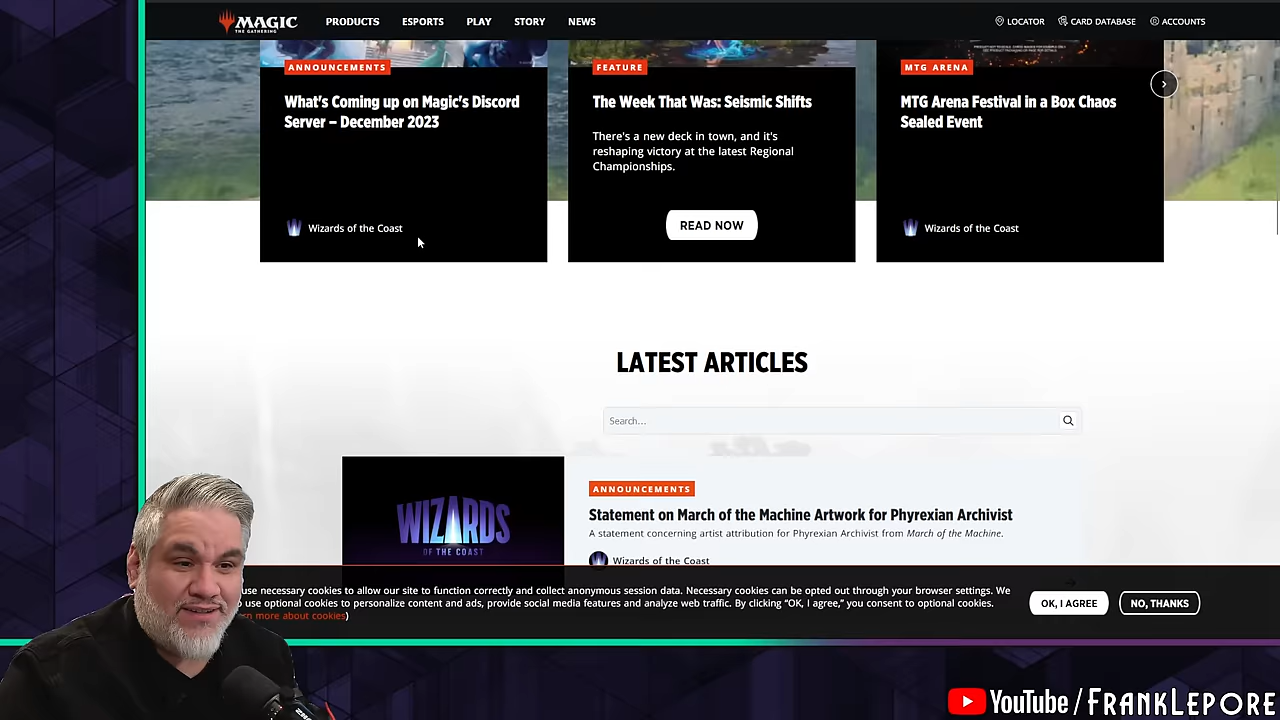 MAGIC
THE GATHERING
PRODUCTS
ESPORTS
PLAY
STORY
NEWS
LOCATOR
CARD DATABASE
ACCOUNTS
ANNOUNCEMENTS
What's Coming up on Magic's Discord
Server – December 2023
Wizards of the Coast
FEATURE
The Week That Was: Seismic Shifts
There's a new deck in town, and it's
reshaping victory at the latest Regional
Championships.
READ NOW
MTG ARENA
MTG Arena Festival in a Box Chaos
Sealed Event
Wizards of the Coast
LATEST ARTICLES
Search...
WIZARDS
OF THE COAST
ANNOUNCEMENTS
Statement on March of the Machine Artwork for Phyrexian Archivist
A statement concerning artist attribution for Phyrexian Archivist from March of the Machine.
Wizards of the Coast
use necessary cookies to allow our site to function correctly and collect anonymous session data. Necessary cookies can be opted out through your browser settings. We
use optional cookies to personalize content and ads, provide social media features and analyze web traffic. By clicking “OK, I agree,” you consent to optional cookies.
more about cookies)
OK, I AGREE
NO, THANKS
YouTube/FRANKLEPORE